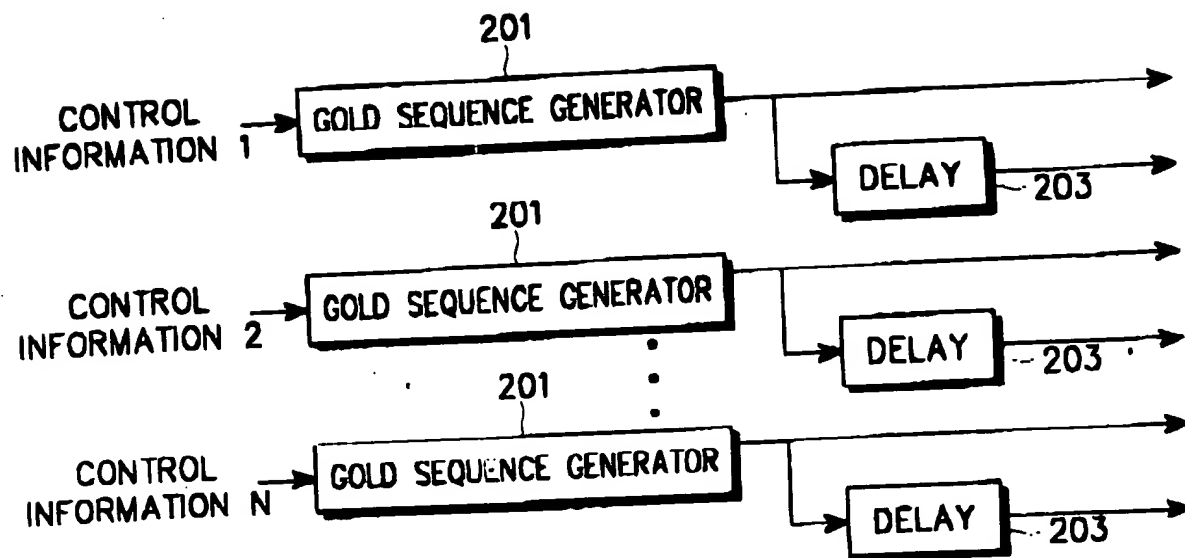 201
CONTROL
INFORMATION 1
GOLD SEQUENCE GENERATOR
DELAY
203
201
CONTROL
INFORMATION 2
GOLD SEQUENCE GENERATOR
DELAY
203
201
CONTROL
INFORMATION N
GOLD SEQUENCE GENERATOR
DELAY
203